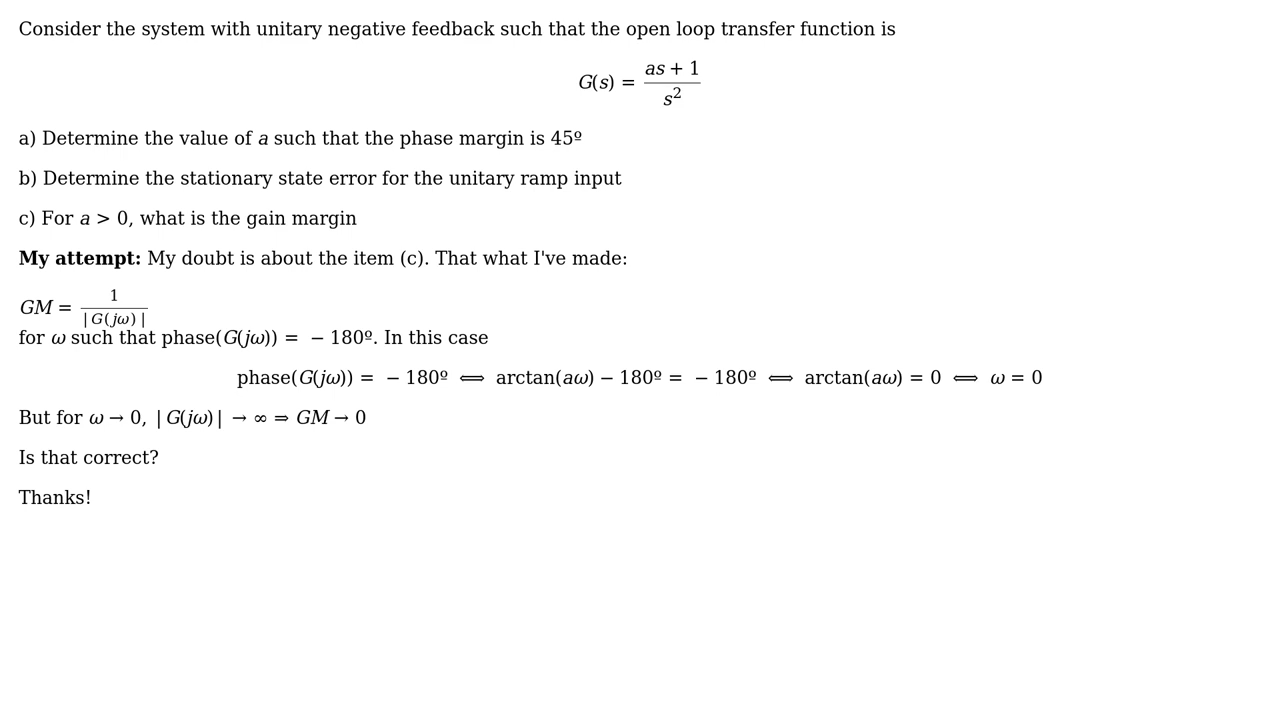 Consider the system with unitary negative feedback such that the open loop transfer function is
G(s) = \frac{as + 1}{s^2}
a) Determine the value of a such that the phase margin is 45º
b) Determine the stationary state error for the unitary ramp input
c) For a > 0, what is the gain margin
My attempt: My doubt is about the item (c). That what I've made:
GM = \frac{1}{| G(jω) |}
for ω such that phase(G(jω)) = − 180º. In this case
phase(G(jω)) = − 180º ⟺ arctan(aω) − 180º = − 180º ⟺ arctan(aω) = 0 ⟺ ω = 0
But for ω → 0, | G(jω) | → ∞ ⇒ GM → 0
Is that correct?
Thanks!